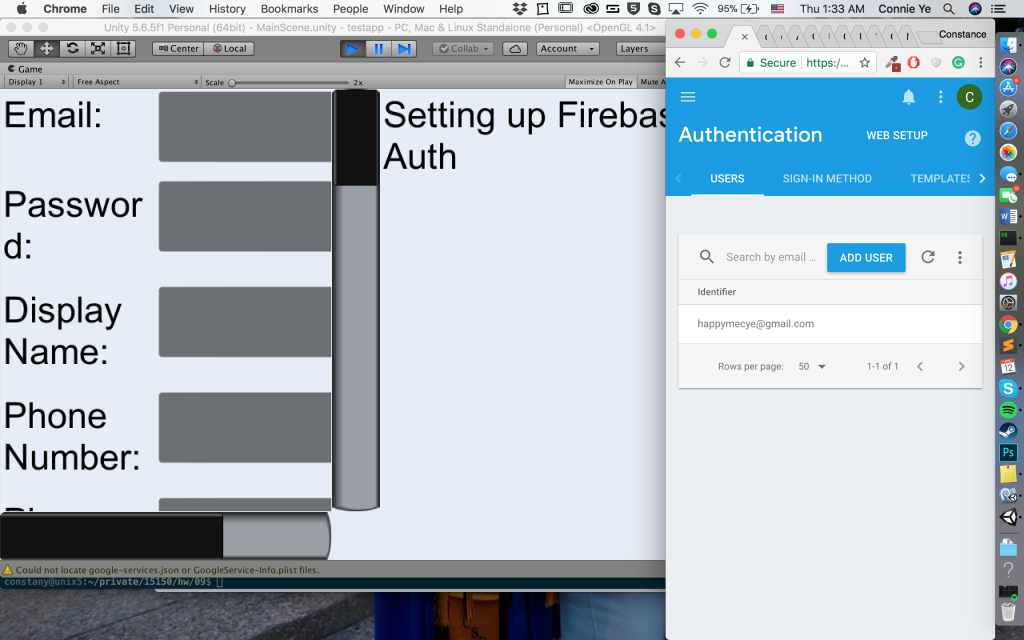 Chrome File Edit View History Bookmarks People Window Help 95% Thu 1:33 AM Connie Ye
Unity 5.6.5f1 Personal (64bit) - MainScene.unity - testapp - PC, Mac & Linux Standalone (Personal) <OpenGL 4.1>
Center Local Collab Account Layers
Game
Display 1 Free Aspect Scale 2x Maximize On Play Mute A
Email:
Passwor
d:
Display
Name:
Phone
Number:
Setting up Firebas
Auth
Could not locate google-services.json or GoogleService-Info.plist files.
constany@unix5:~/private/15150/hw/09$
Constance
Secure https:/...
C
Authentication WEB SETUP
USERS SIGN-IN METHOD TEMPLATES
Search by email ... ADD USER
Identifier
happymecye@gmail.com
Rows per page: 50 1-1 of 1
12
Ps